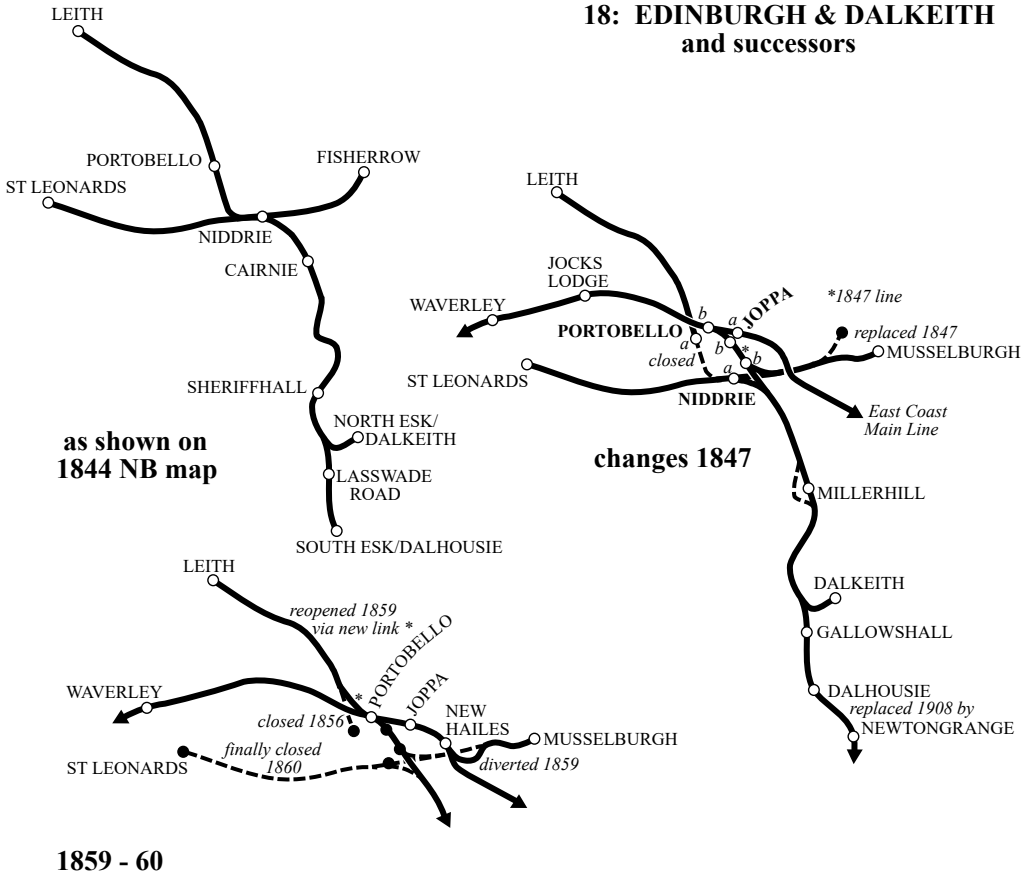 18: EDINBURGH & DALKEITH
and successors
LEITH
PORTOBELLO
FISHERROW
ST LEONARDS
NIDDRIE
CAIRNIE
SHERIFFHALL
NORTH ESK/
DALKEITH
LASSWADE
ROAD
SOUTH ESK/DALHOUSIE
as shown on
1844 NB map
LEITH
JOCKS
LODGE
WAVERLEY
PORTOBELLO
b
a
JOPPA
*1847 line
replaced 1847
a
closed
b
*
b
MUSSELBURGH
ST LEONARDS
a
NIDDRIE
East Coast
Main Line
changes 1847
MILLERHILL
DALKEITH
GALLOWSHALL
DALHOUSIE
replaced 1908 by
NEWTONGRANGE
LEITH
reopened 1859
via new link *
*
PORTOBELLO
JOPPA
WAVERLEY
closed 1856
NEW
HAILES
MUSSELBURGH
ST LEONARDS
finally closed
1860
diverted 1859
1859 - 60